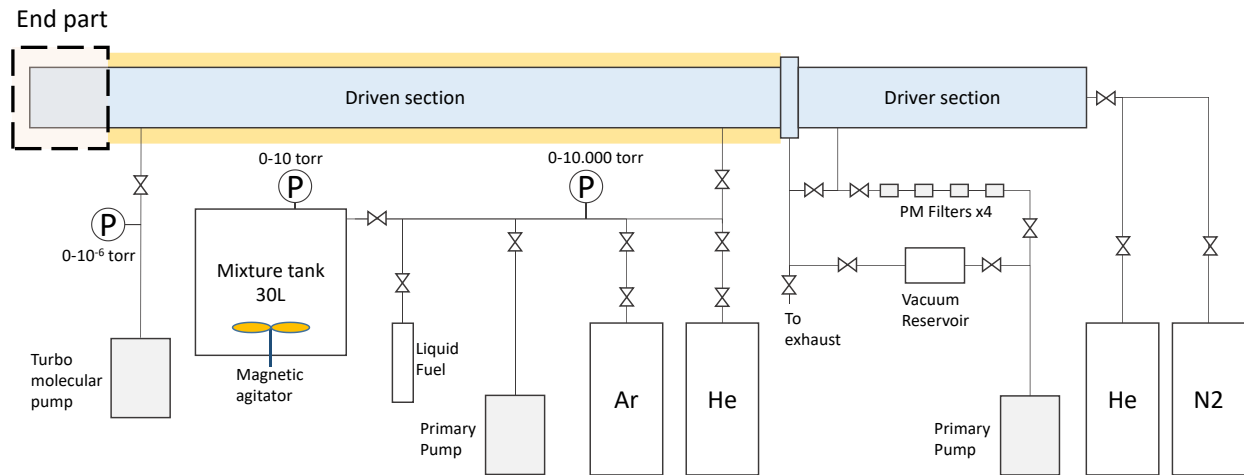 End part
Driven section
Driver section
0-10 torr
0-10.000 torr
P
P
P
0-10⁻⁶ torr
PM Filters x4
Mixture tank
30L
Vacuum
Reservoir
To
exhaust
Turbo
molecular
pump
Magnetic
agitator
Liquid
Fuel
Primary
Pump
Ar
He
Primary
Pump
He
N2